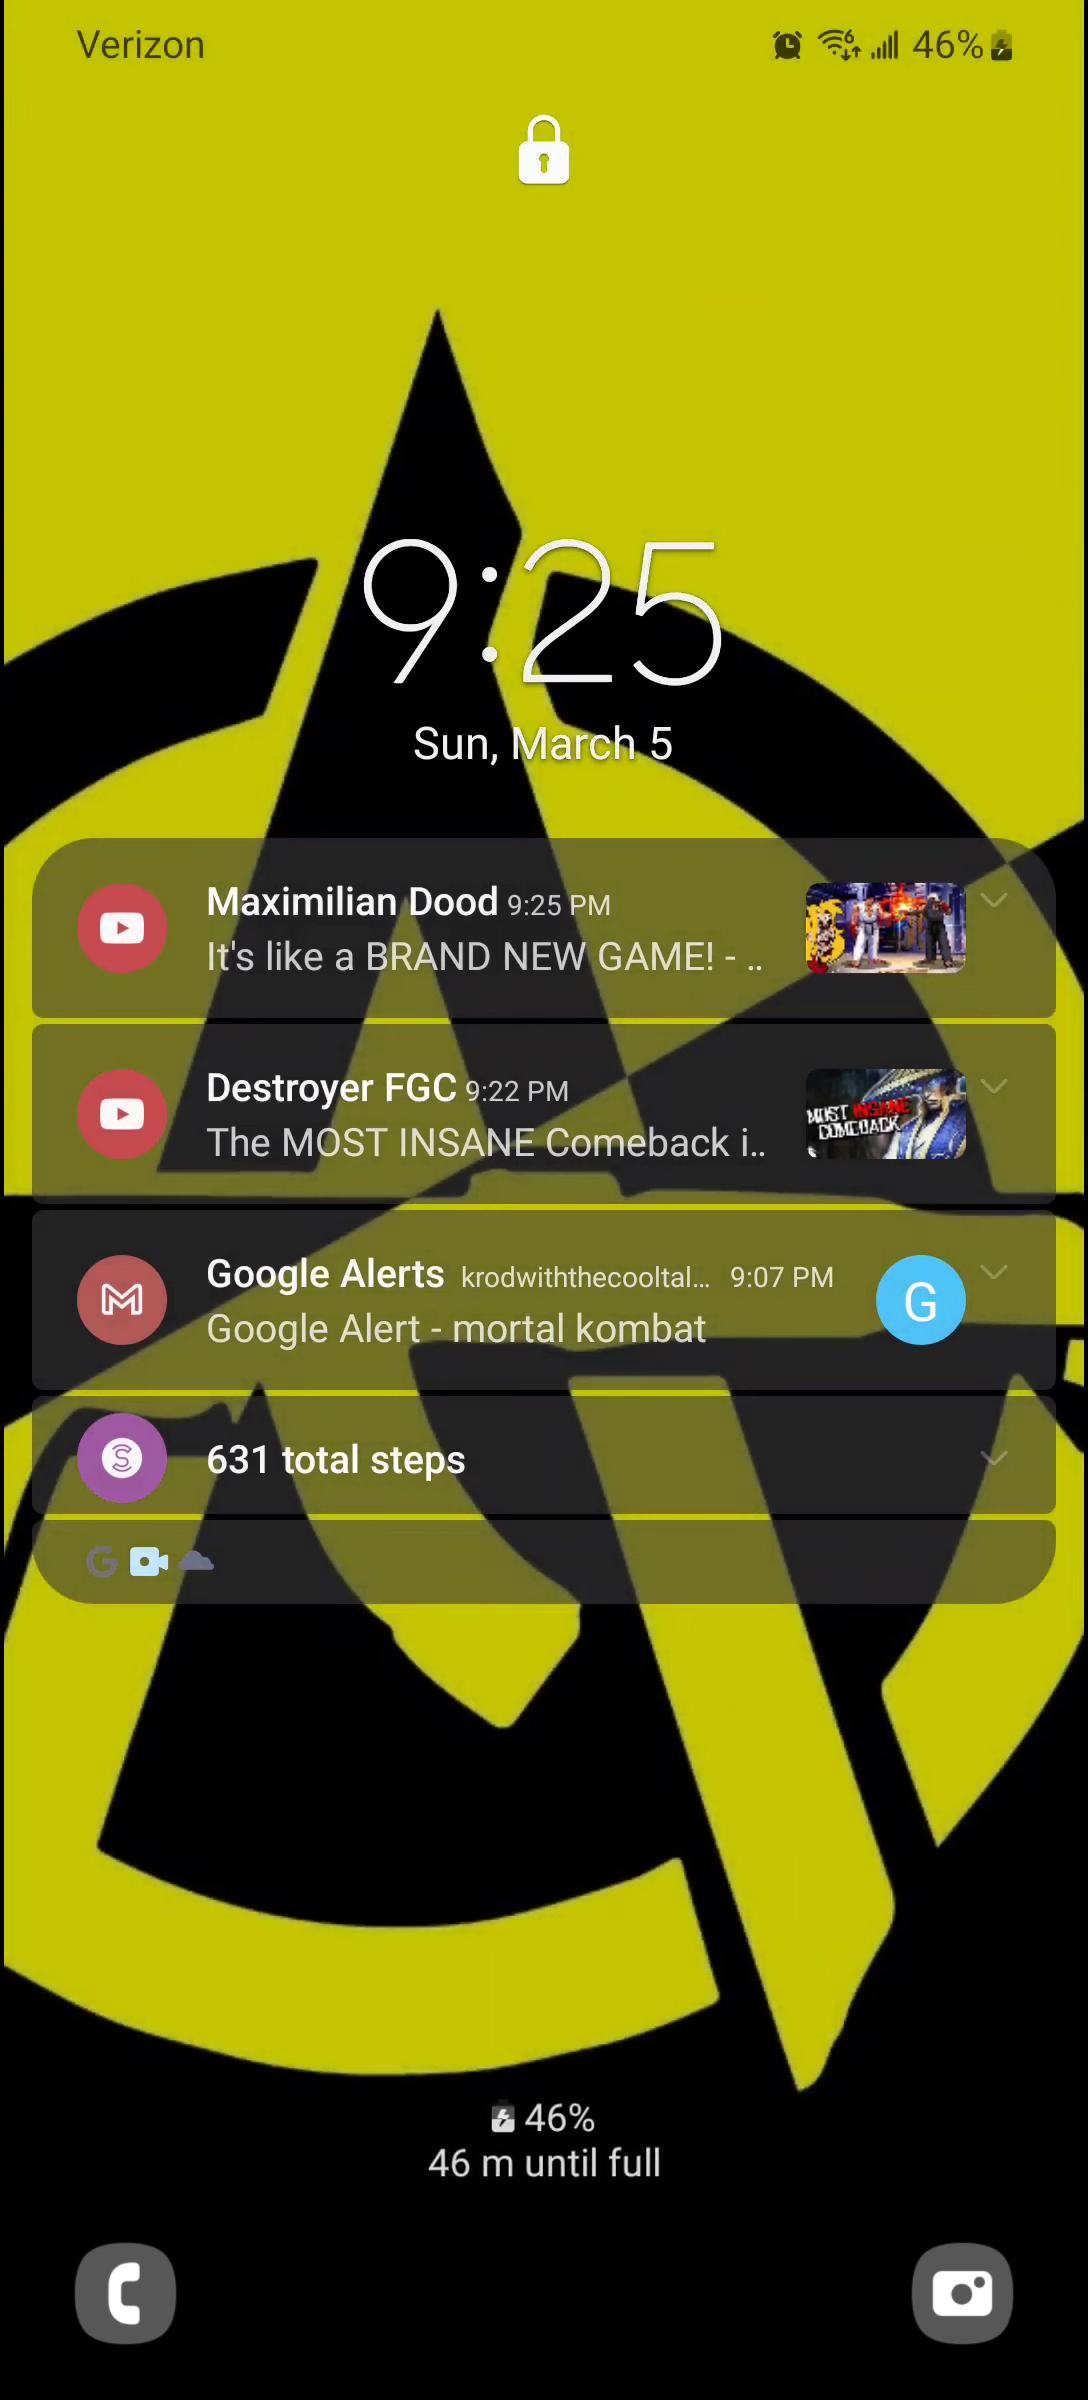 Verizon 6 46%
9:25
Sun, March 5
Maximilian Dood 9:25 PM
It's like a BRAND NEW GAME! - ..
Destroyer FGC 9:22 PM
The MOST INSANE Comeback i..
MOST INSANE
COMEBACK
Google Alerts krodwiththecooltal... 9:07 PM
Google Alert - mortal kombat
G
631 total steps
46%
46 m until full